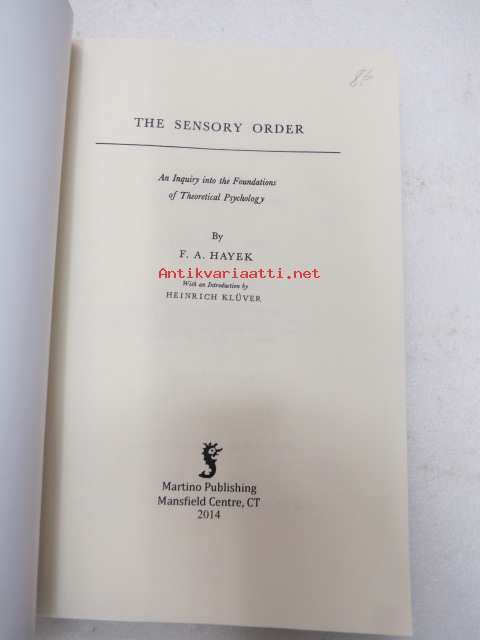 8,-
THE SENSORY ORDER
An Inquiry into the Foundations
of Theoretical Psychology
By
F. A. HAYEK
Antikvariaatti.net
With an Introduction by
HEINRICH KLÜVER
Martino Publishing
Mansfield Centre, CT
2014